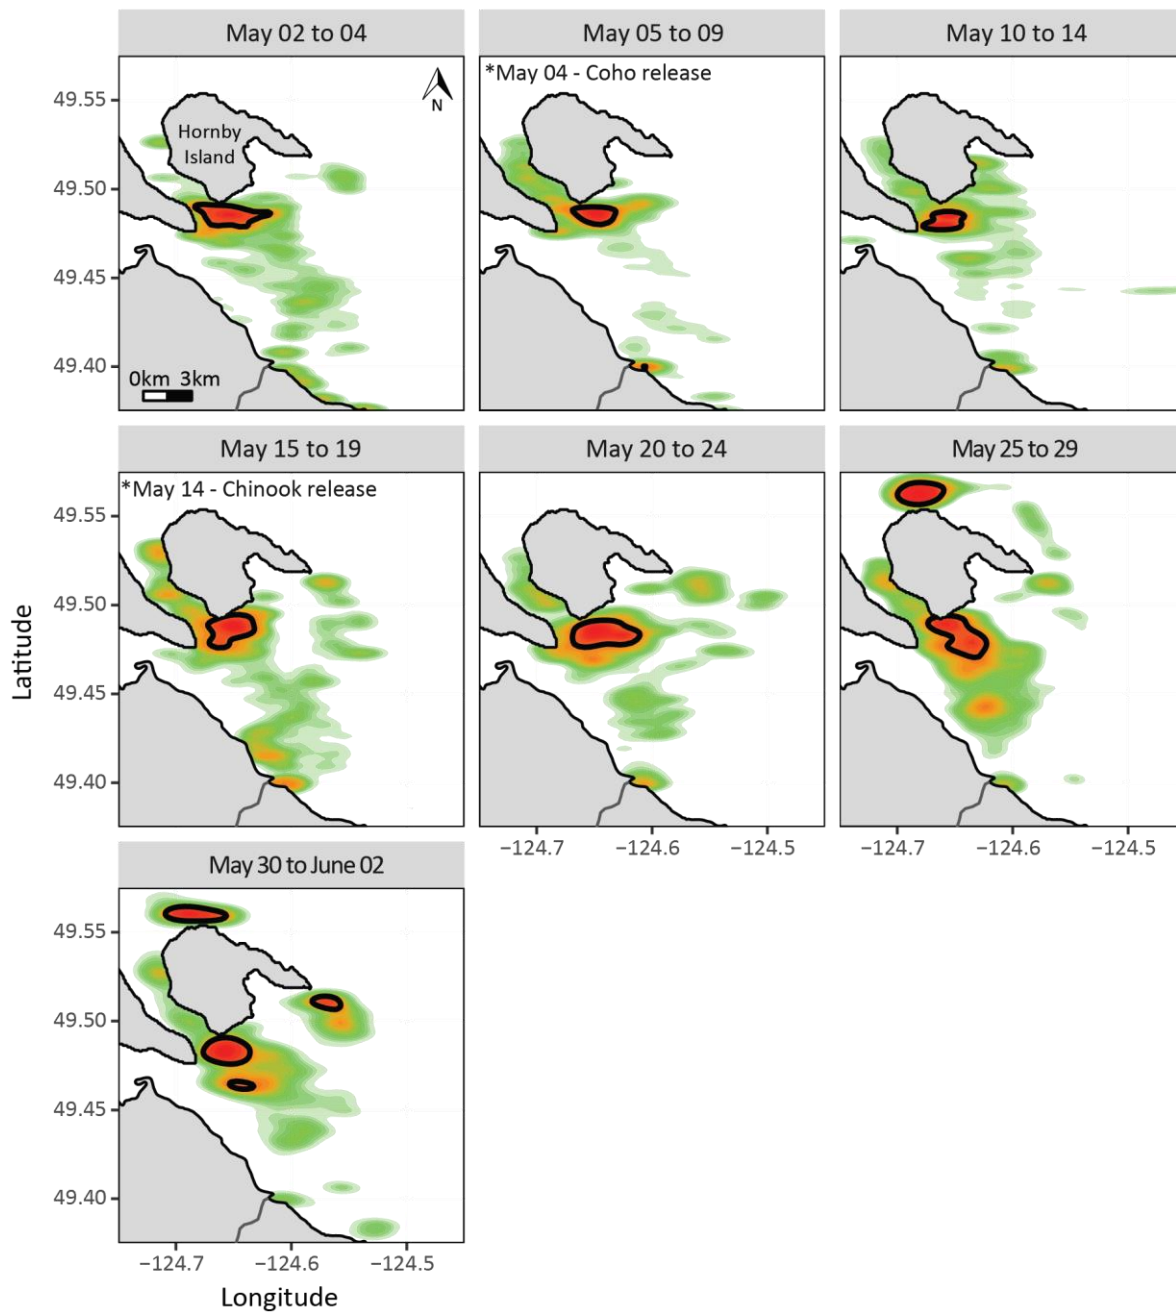 May 02 to 04
May 05 to 09
May 10 to 14
49.55
49.50
49.45
49.40
Hornby
Island
N
0km 3km
*May 04 - Coho release
May 15 to 19
May 20 to 24
May 25 to 29
*May 14 - Chinook release
49.55
49.50
49.45
49.40
Latitude
−124.7 −124.6 −124.5
−124.7 −124.6 −124.5
May 30 to June 02
49.55
49.50
49.45
49.40
−124.7 −124.6 −124.5
Longitude